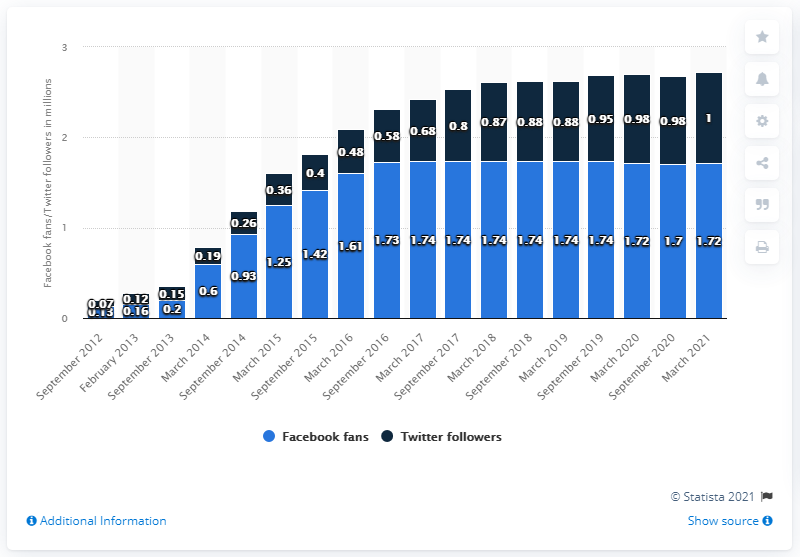 3
2
1
0
Facebook fans/Twitter followers in millions
0.07 0.12 0.15 0.19 0.26 0.36 0.4 0.48 0.58 0.68 0.8 0.87 0.88 0.88 0.95 0.98 0.98 1
0.13 0.16 0.2 0.6 0.93 1.25 1.42 1.61 1.73 1.74 1.74 1.74 1.74 1.74 1.74 1.72 1.7 1.72
September 2012
February 2013
September 2013
March 2014
September 2014
March 2015
September 2015
March 2016
September 2016
March 2017
September 2017
March 2018
September 2018
March 2019
September 2019
March 2020
September 2020
March 2021
Facebook fans Twitter followers
© Statista 2021
Additional Information Show source